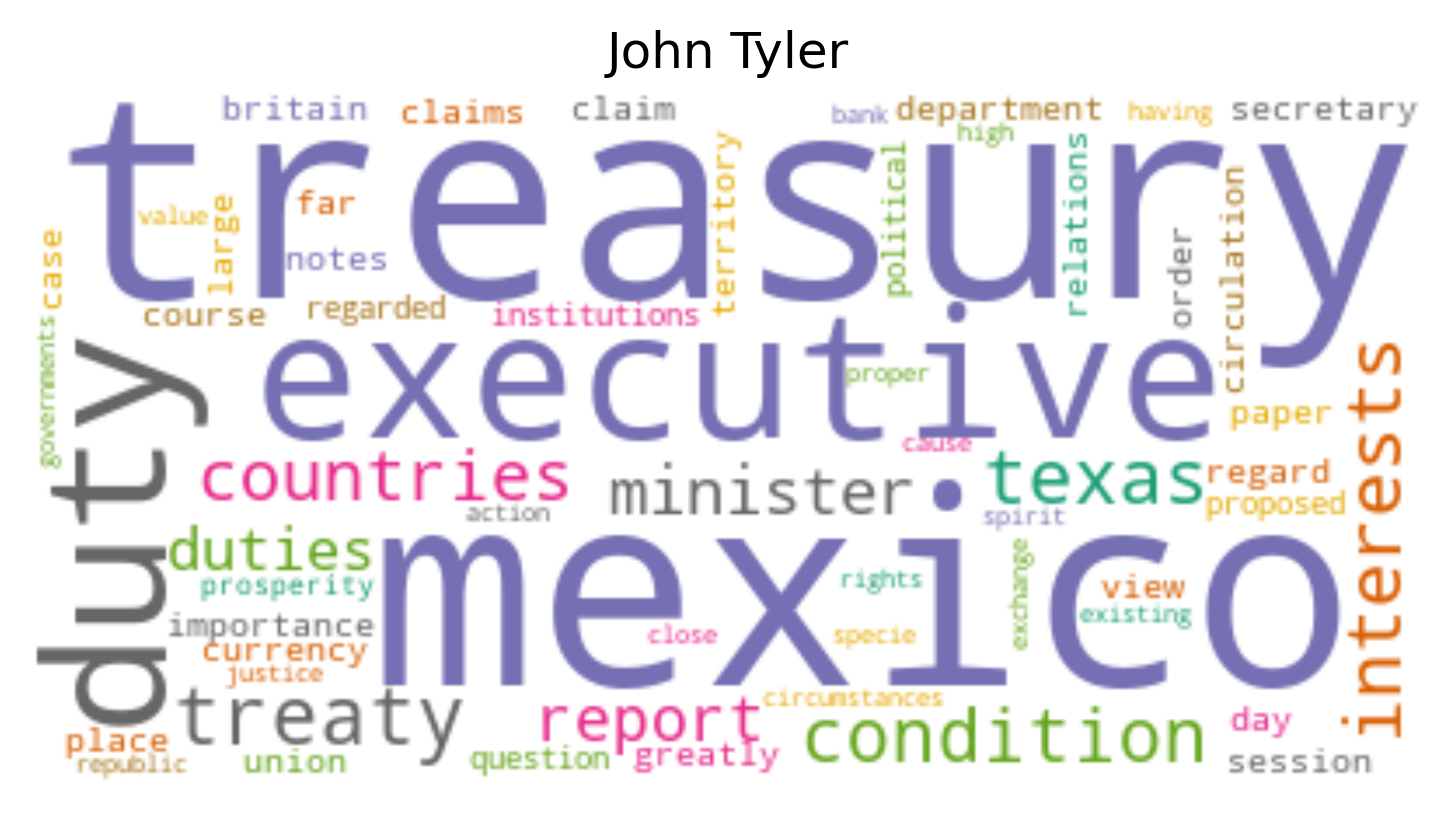 John Tyler
britain
claims
claim
bank
department
having
secretary
high
treasury
territory
political
relations
value
large
far
circulation
case
notes
order
course
regarded
institutions
governments
executive
proper
interests
duty
paper
cause
countries
minister
texas
regard
proposed
action
spirit
duties
mexico
exchange
prosperity
rights
view
existing
importance
close
specie
currency
justice
treaty
report
circumstances
condition
day
place
republic
union
question
greatly
session